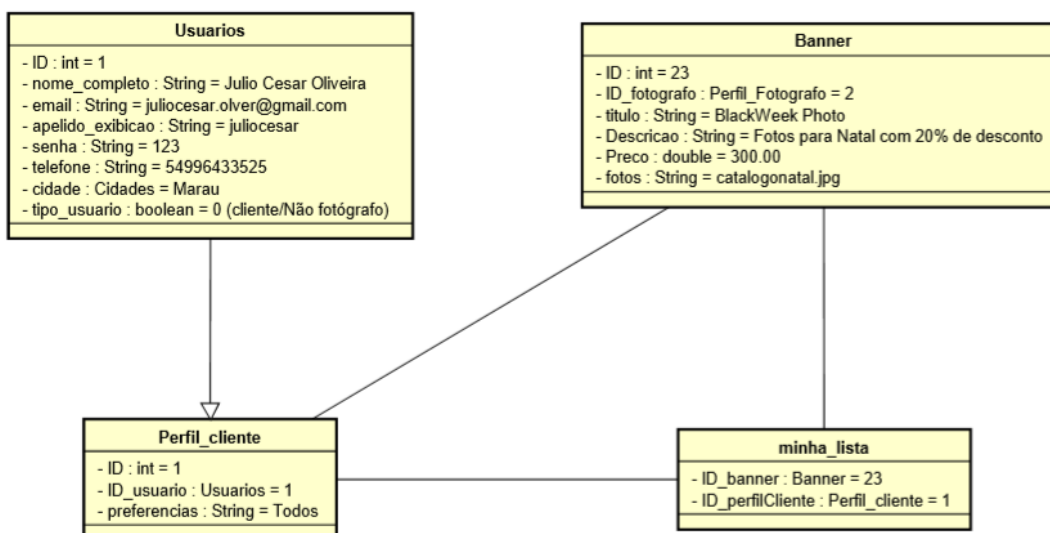 Usuarios
- ID : int = 1
- nome_completo : String = Julio Cesar Oliveira
- email : String = juliocesar.olver@gmail.com
- apelido_exibicao : String = juliocesar
- senha : String = 123
- telefone : String = 54996433525
- cidade : Cidades = Marau
- tipo_usuario : boolean = 0 (cliente/Não fotógrafo)
Banner
- ID : int = 23
- ID_fotografo : Perfil_Fotografo = 2
- titulo : String = BlackWeek Photo
- Descricao : String = Fotos para Natal com 20% de desconto
- Preco : double = 300.00
- fotos : String = catalogonatal.jpg
Perfil_cliente
- ID : int = 1
- ID_usuario : Usuarios = 1
- preferencias : String = Todos
minha_lista
- ID_banner : Banner = 23
- ID_perfilCliente : Perfil_cliente = 1